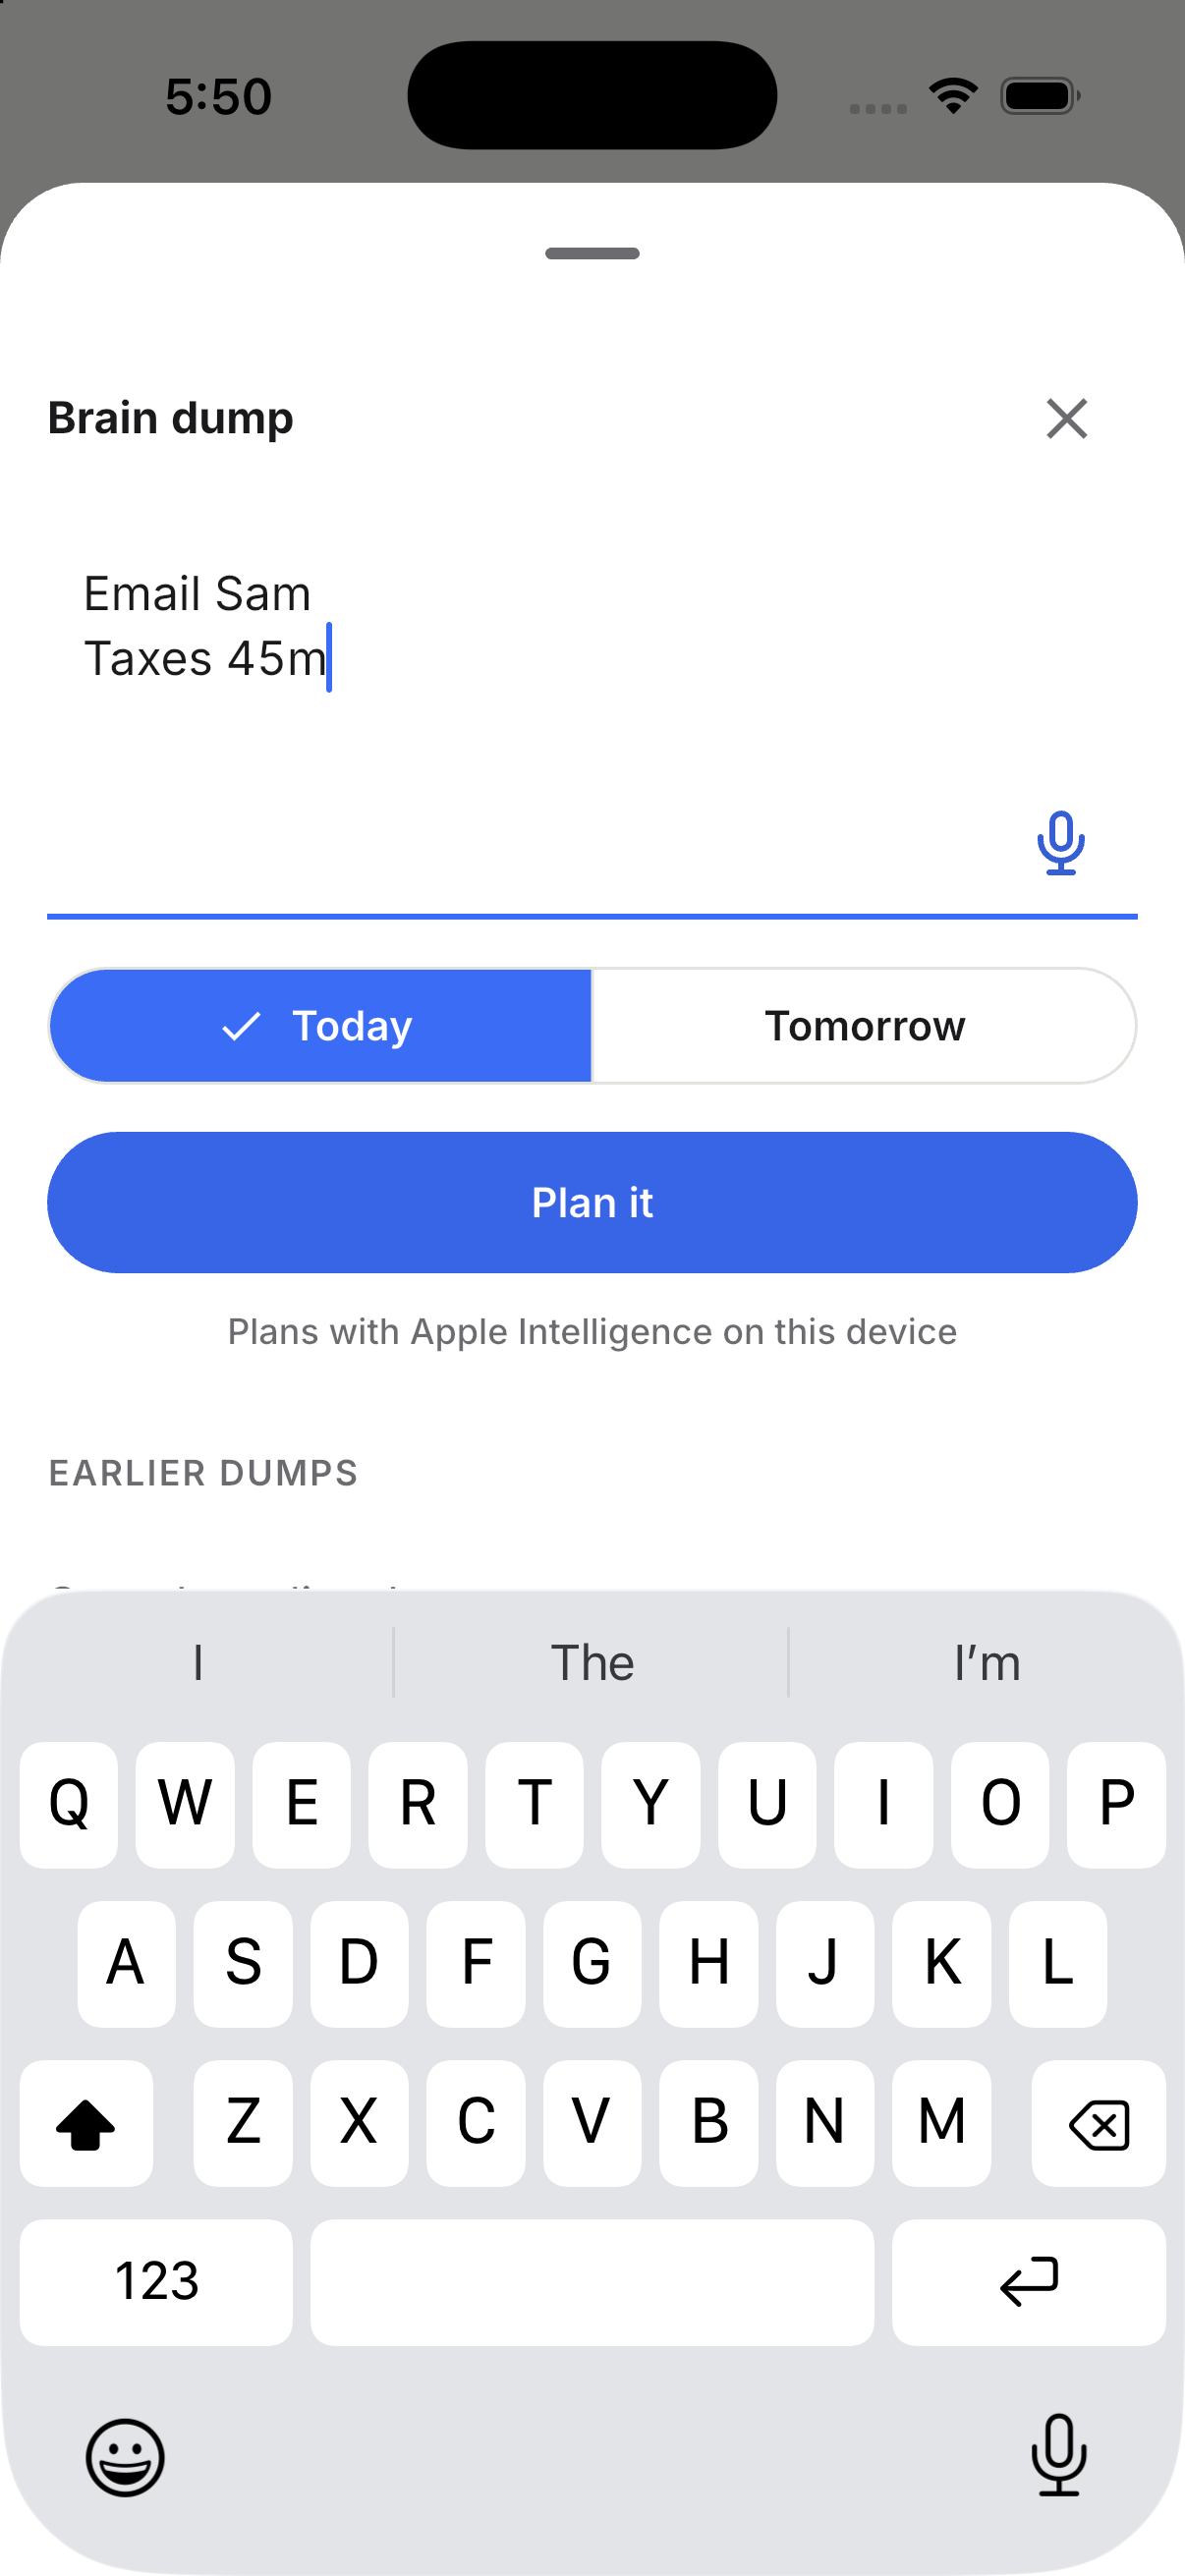 5:50
Brain dump
Email Sam
Taxes 45m
Today
Tomorrow
Plan it
Plans with Apple Intelligence on this device
EARLIER DUMPS
I
The
I’m
Q W E R T Y U I O P
A S D F G H J K L
Z X C V B N M
123